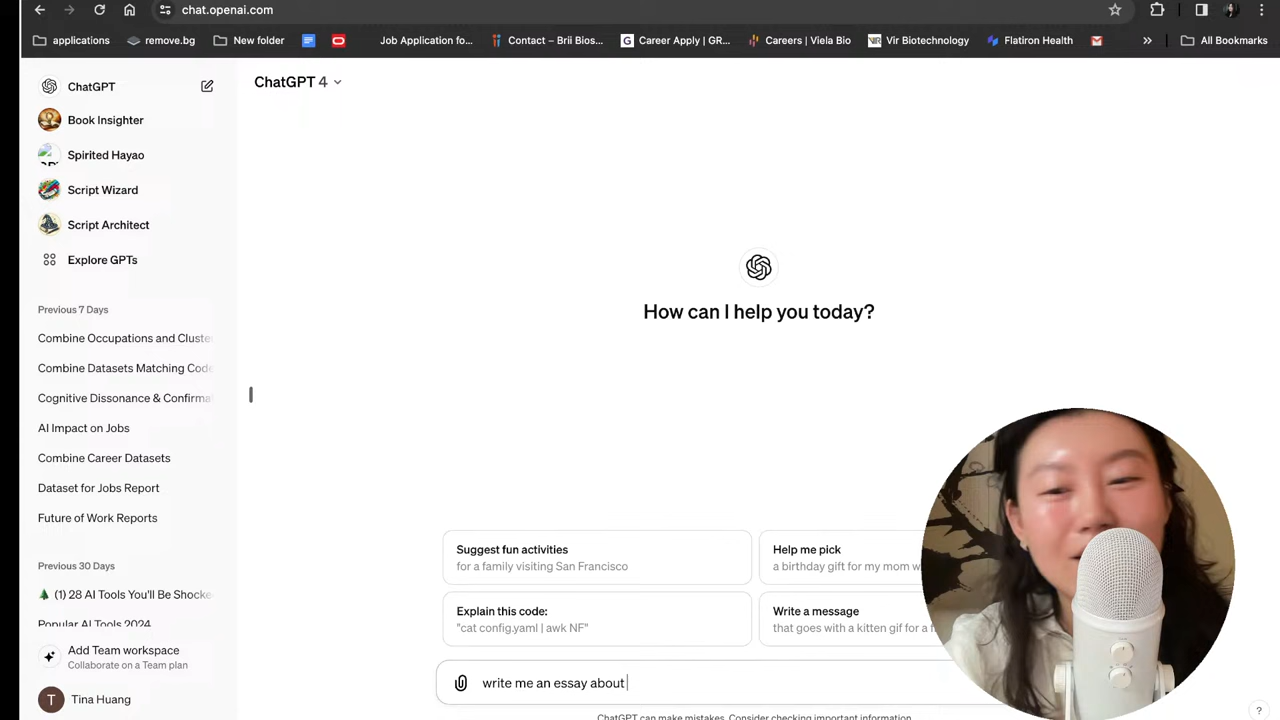 chat.openai.com
applications
remove.bg
New folder
Job Application fo...
Contact – Brii Bios...
G
Career Apply | GR...
Careers | Viela Bio
VIR
Vir Biotechnology
Flatiron Health
»
All Bookmarks
ChatGPT
ChatGPT 4
Book Insighter
Spirited Hayao
Script Wizard
Script Architect
Explore GPTs
How can I help you today?
Previous 7 Days
Combine Occupations and Cluste
Combine Datasets Matching Code
Cognitive Dissonance & Confirma
AI Impact on Jobs
Combine Career Datasets
Dataset for Jobs Report
Future of Work Reports
Previous 30 Days
🌲 (1) 28 AI Tools You'll Be Shocke
Popular AI Tools 2024
Add Team workspace
Collaborate on a Team plan
T
Tina Huang
Suggest fun activities
for a family visiting San Francisco
Help me pick
a birthday gift for my mom w
Explain this code:
"cat config.yaml | awk NF"
Write a message
that goes with a kitten gift for a f
write me an essay about
ChatGPT can make mistakes. Consider checking important information.
?